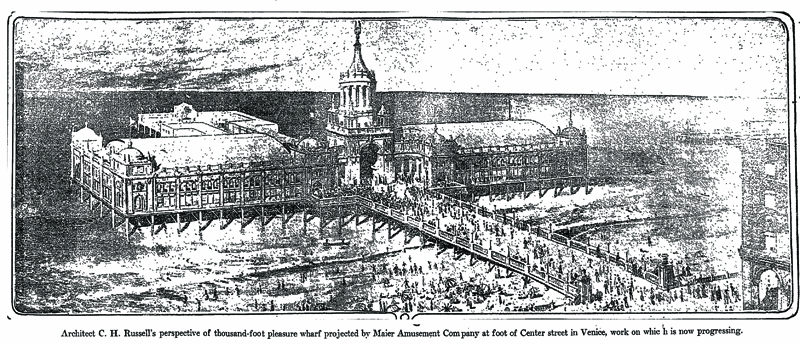 Architect C. H. Russell's perspective of thousand-foot pleasure wharf projected by Maier Amusement Company at foot of Center street in Venice, work on whic h is now progressing.